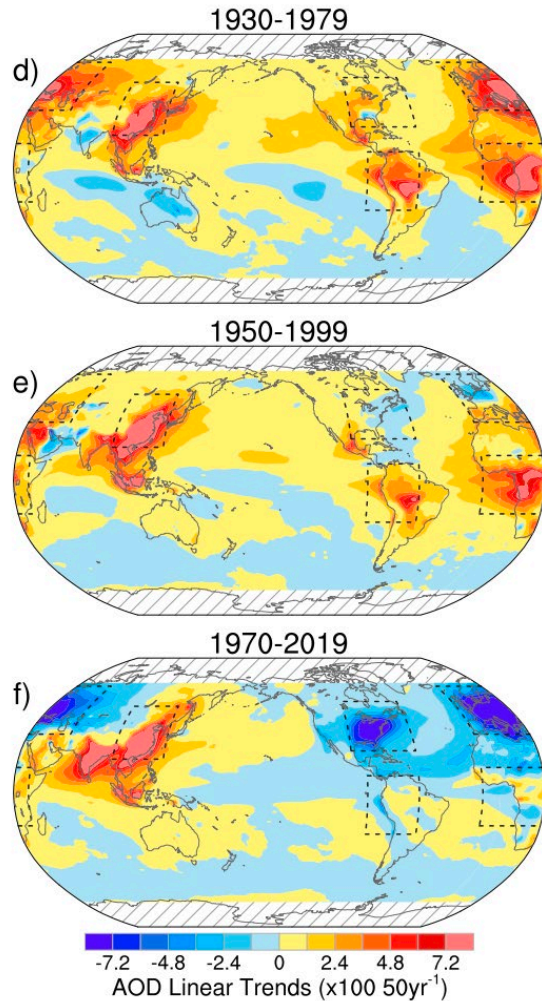 1930-1979
d)
1950-1999
e)
1970-2019
f)
-7.2 -4.8 -2.4 0 2.4 4.8 7.2
AOD Linear Trends (x100 50yr⁻¹)